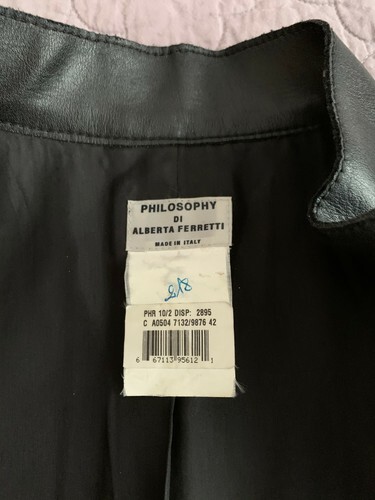 PHILOSOPHY
DI
ALBERTA FERRETTI
MADE IN ITALY
PHR 10/2 DISP: 2895
C A0504 7132/9876 42
6 67113 95612 1